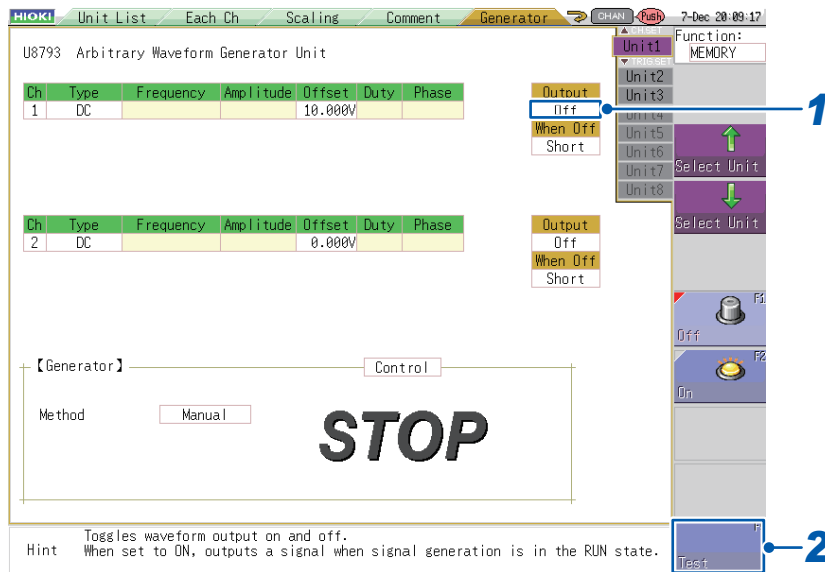 HIOKI Unit List Each Ch Scaling Comment Generator CHAN Push 7-Dec 20:09:17
U8793 Arbitrary Waveform Generator Unit
CH.SET
Unit1
TRIG.SET
Unit2
Unit3
Unit4
Unit5
Unit6
Unit7
Unit8
Function:
MEMORY
Ch Type Frequency Amplitude Offset Duty Phase
1 DC 10.000V
Output
Off
When Off
Short
1
Select Unit
Select Unit
Ch Type Frequency Amplitude Offset Duty Phase
2 DC 0.000V
Output
Off
When Off
Short
F1
Off
F2
On
【Generator】 Control
Method Manual
STOP
Hint Toggles waveform output on and off.
When set to ON, outputs a signal when signal generation is in the RUN state.
Test
2